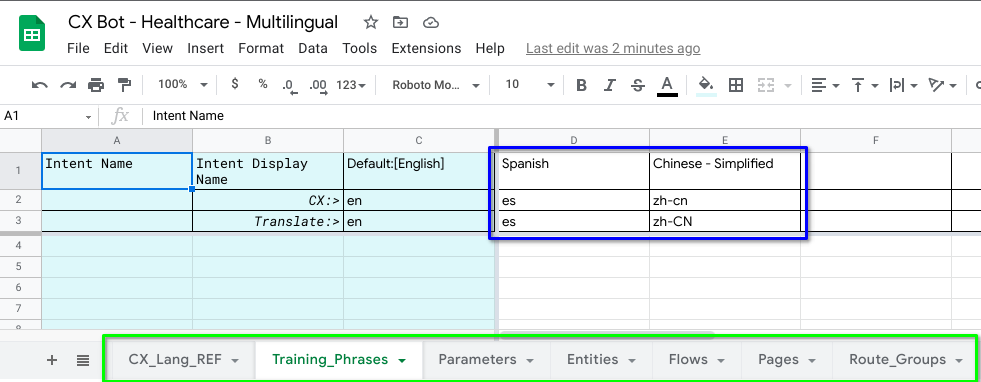 CX Bot - Healthcare - Multilingual
File Edit View Insert Format Data Tools Extensions Help Last edit was 2 minutes ago
100% $ % .0 .00 123 Roboto Mo... 10 B I S A
A1 fx Intent Name
A B C D E F
1 Intent Name Intent Display Name Default:[English] Spanish Chinese - Simplified
2 CX:> en es zh-cn
3 Translate:> en es zh-CN
4
5
6
7
8
+ CX_Lang_REF Training_Phrases Parameters Entities Flows Pages Route_Groups